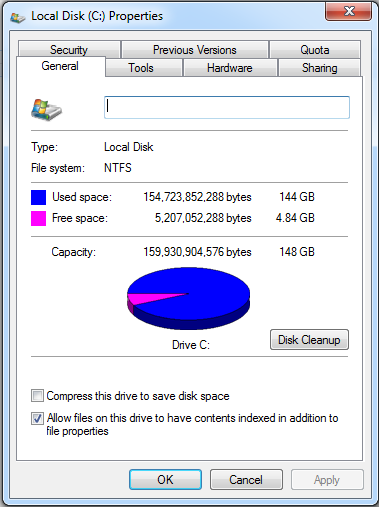 Local Disk (C:) Properties
Security Previous Versions Quota
General Tools Hardware Sharing
Type: Local Disk
File system: NTFS
Used space: 154,723,852,288 bytes 144 GB
Free space: 5,207,052,288 bytes 4.84 GB
Capacity: 159,930,904,576 bytes 148 GB
Drive C:
Disk Cleanup
Compress this drive to save disk space
Allow files on this drive to have contents indexed in addition to
file properties
OK Cancel Apply